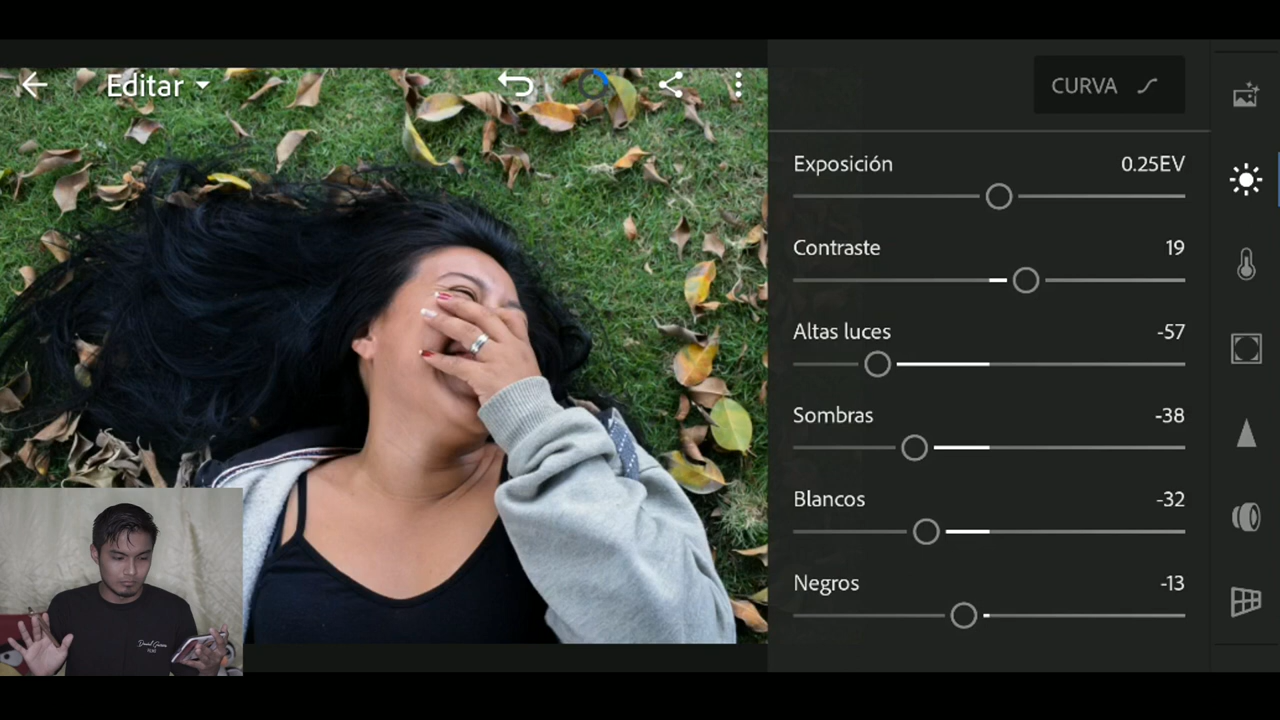 Editar
CURVA
Exposición 0.25EV
Contraste 19
Altas luces -57
Sombras -38
Blancos -32
Negros -13